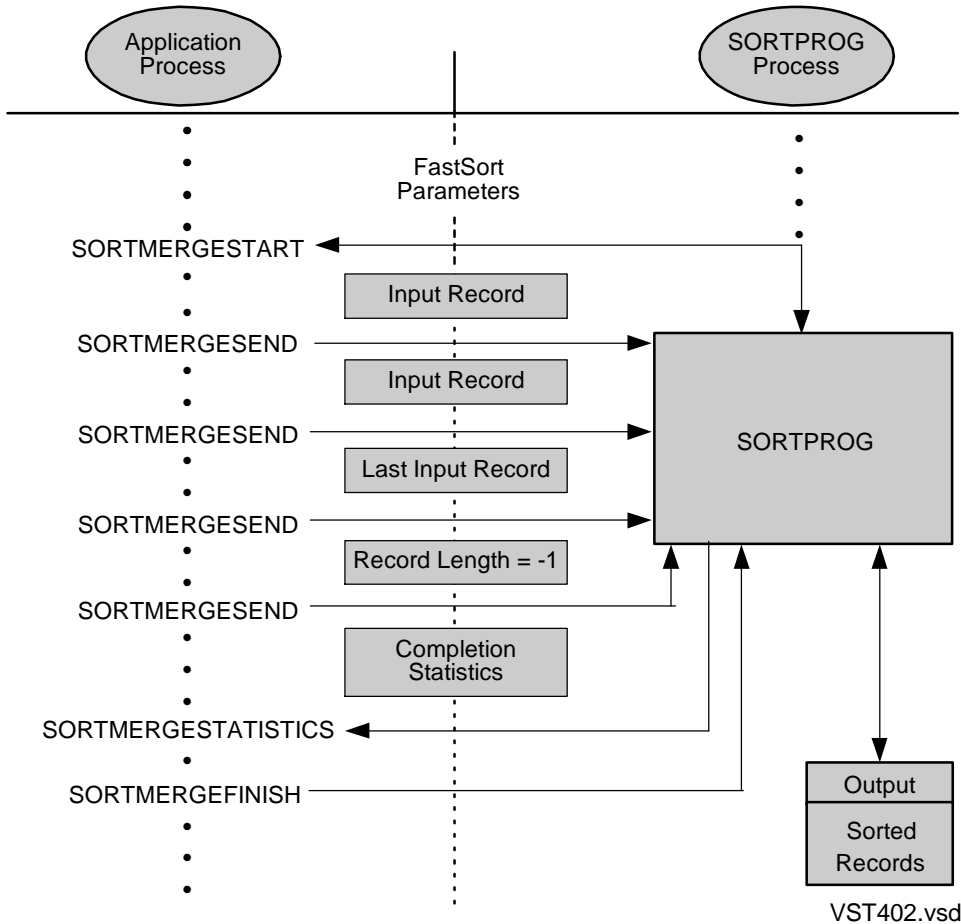 Application
Process
SORTPROG
Process
FastSort
Parameters
SORTMERGESTART
Input Record
SORTMERGESEND
Input Record
SORTMERGESEND
SORTPROG
Last Input Record
SORTMERGESEND
Record Length = -1
SORTMERGESEND
Completion
Statistics
SORTMERGESTATISTICS
SORTMERGEFINISH
Output
Sorted
Records
VST402.vsd